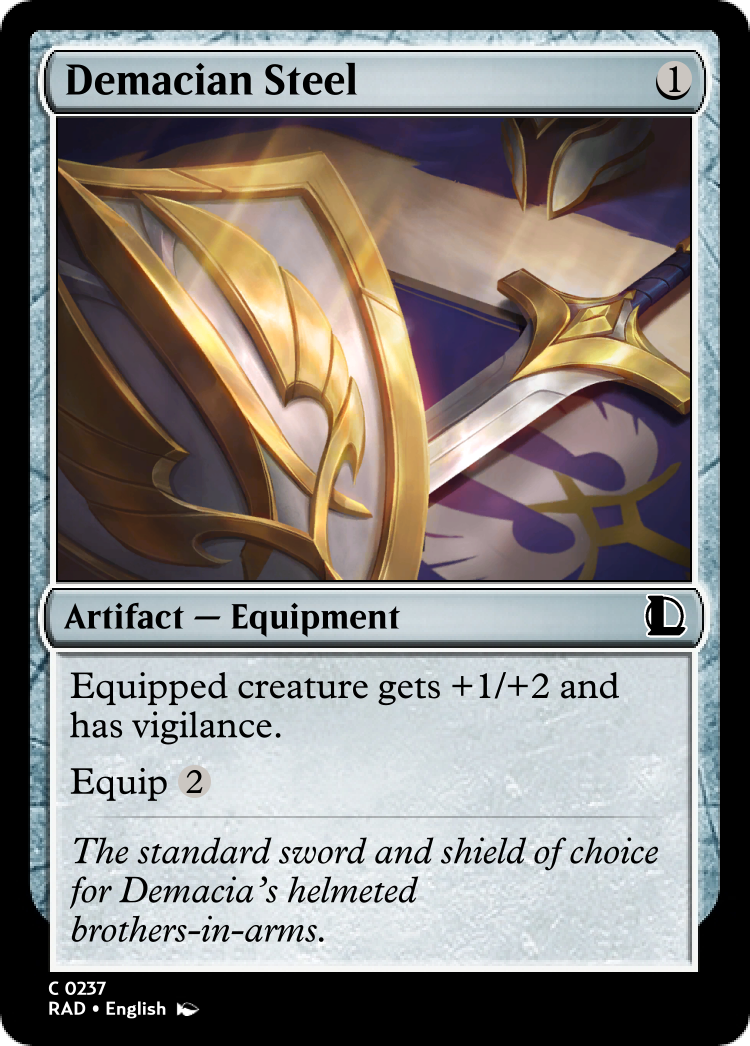 Demacian Steel 1
Artifact — Equipment
Equipped creature gets +1/+2 and
has vigilance.
Equip 2
The standard sword and shield of choice
for Demacia's helmeted
brothers-in-arms.
C 0237
RAD • English